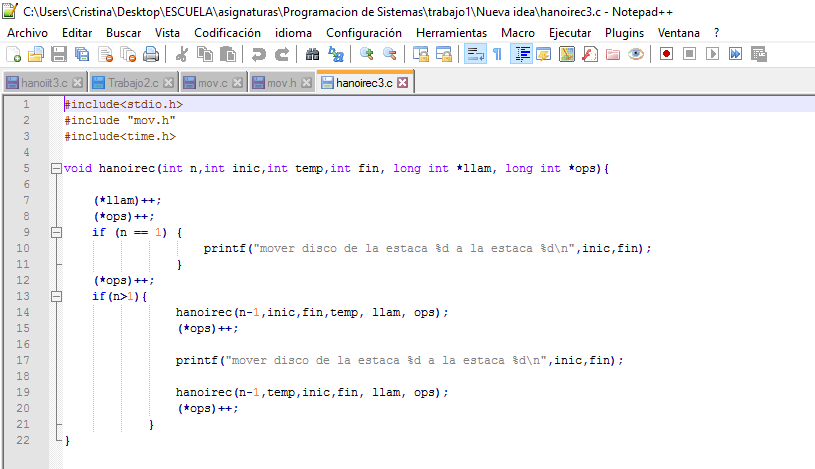 C:\Users\Cristina\Desktop\ESCUELA\asignaturas\Programacion de Sistemas\trabajo1\Nueva idea\hanoirec3.c - Notepad++
Archivo Editar Buscar Vista Codificación idioma Configuración Herramientas Macro Ejecutar Plugins Ventana ?
hanoiit3.c Trabajo2.c mov.c mov.h hanoirec3.c
1 #include<stdio.h>
2 #include "mov.h"
3 #include<time.h>
4
5 void hanoirec(int n,int inic,int temp,int fin, long int *llam, long int *ops){
6
7 (*llam)++;
8 (*ops)++;
9 if (n == 1) {
10 printf("mover disco de la estaca %d a la estaca %d\n",inic,fin);
11 }
12 (*ops)++;
13 if(n>1){
14 hanoirec(n-1,inic,fin,temp, llam, ops);
15 (*ops)++;
16
17 printf("mover disco de la estaca %d a la estaca %d\n",inic,fin);
18
19 hanoirec(n-1,temp,inic,fin, llam, ops);
20 (*ops)++;
21 }
22 }